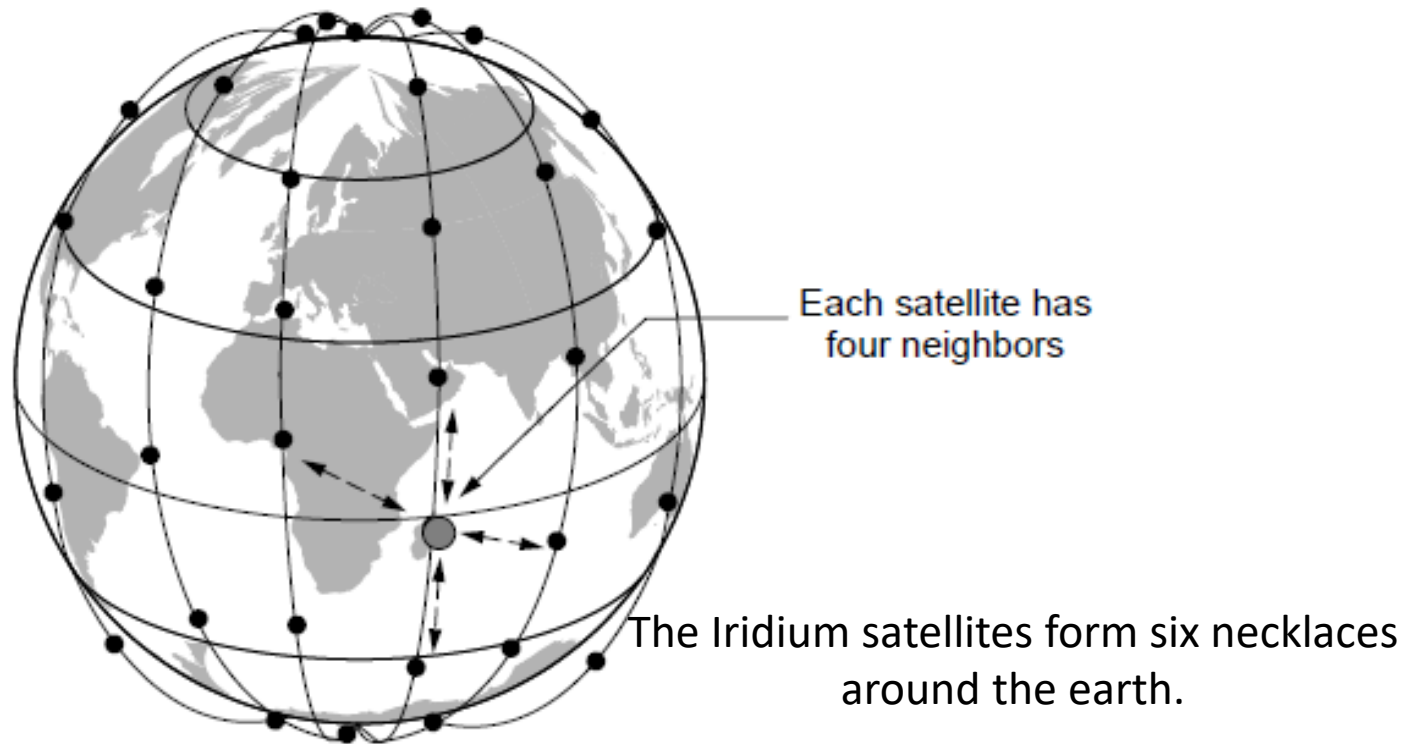 Each satellite has
four neighbors
The Iridium satellites form six necklaces
around the earth.